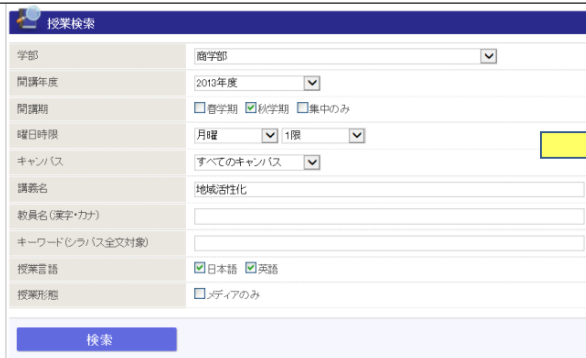 授業検索
学部 商学部
開講年度 2013年度
開講期 春学期 秋学期 集中のみ
曜日時限 月曜 1限
キャンパス すべてのキャンパス
講義名 地域活性化
教員名(漢字・カナ)
キーワード(シラバス全文対象)
授業言語 日本語 英語
授業形態 メディアのみ
検索